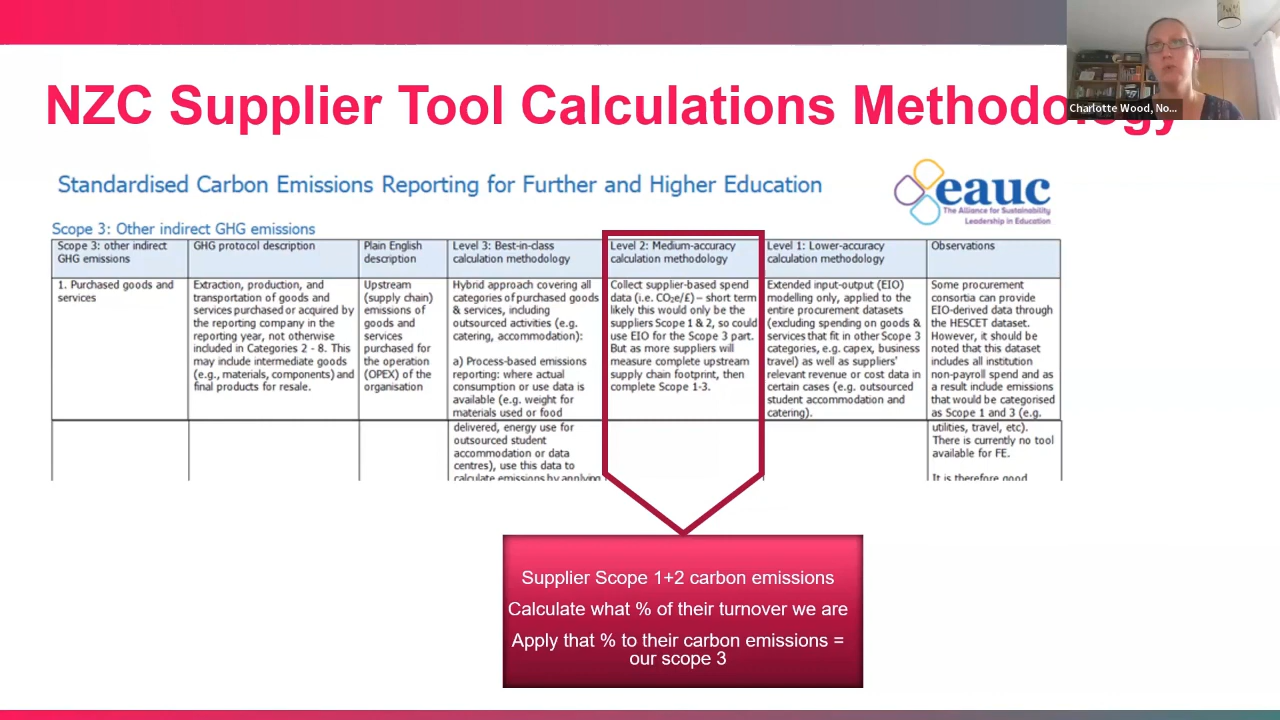 NZC Supplier Tool Calculations Methodology
Charlotte Wood, No...
Standardised Carbon Emissions Reporting for Further and Higher Education
eauc
The Alliance for Sustainability
Leadership in Education
Scope 3: Other indirect GHG emissions
Scope 3: other indirect
GHG emissions
GHG protocol description
Plain English
description
Level 3: Best-in-class
calculation methodology
Level 2: Medium-accuracy
calculation methodology
Level 1: Lower-accuracy
calculation methodology
Observations
1. Purchased goods and
services
Extraction, production, and
transportation of goods and
services purchased or acquired by
the reporting company in the
reporting year, not otherwise
included in Categories 2 - 8. This
may include intermediate goods
(e.g., materials, components) and
final products for resale.
Upstream
(supply chain)
emissions of
goods and
services
purchased for
the operation
(OPEX) of the
organisation
Hybrid approach covering all
categories of purchased goods
& services, including
outsourced activities (e.g.
catering, accommodation):
a) Process-based emissions
reporting: where actual
consumption or use data is
available (e.g. weight for
materials used or food
delivered, energy use for
outsourced student
accommodation or data
centres), use this data to
calculate emissions by applying
Collect supplier-based spend
data (i.e. CO₂e/£) – short term
likely this would only be the
suppliers Scope 1 & 2, so could
use EIO for the Scope 3 part.
But as more suppliers will
measure complete upstream
supply chain footprint, then
complete Scope 1-3.
Extended input-output (EIO)
modelling only, applied to the
entire procurement datasets
(excluding spending on goods &
services that fit in other Scope 3
categories, e.g. capex, business
travel) as well as suppliers'
relevant revenue or cost data in
certain cases (e.g. outsourced
student accommodation and
catering).
Some procurement
consortia can provide
EIO-derived data through
the HESCET dataset.
However, it should be
noted that this dataset
includes all institution
non-payroll spend and as
a result include emissions
that would be categorised
as Scope 1 and 3 (e.g.
utilities, travel, etc).
There is currently no tool
available for FE.
It is therefore good
Supplier Scope 1+2 carbon emissions
Calculate what % of their turnover we are
Apply that % to their carbon emissions =
our scope 3